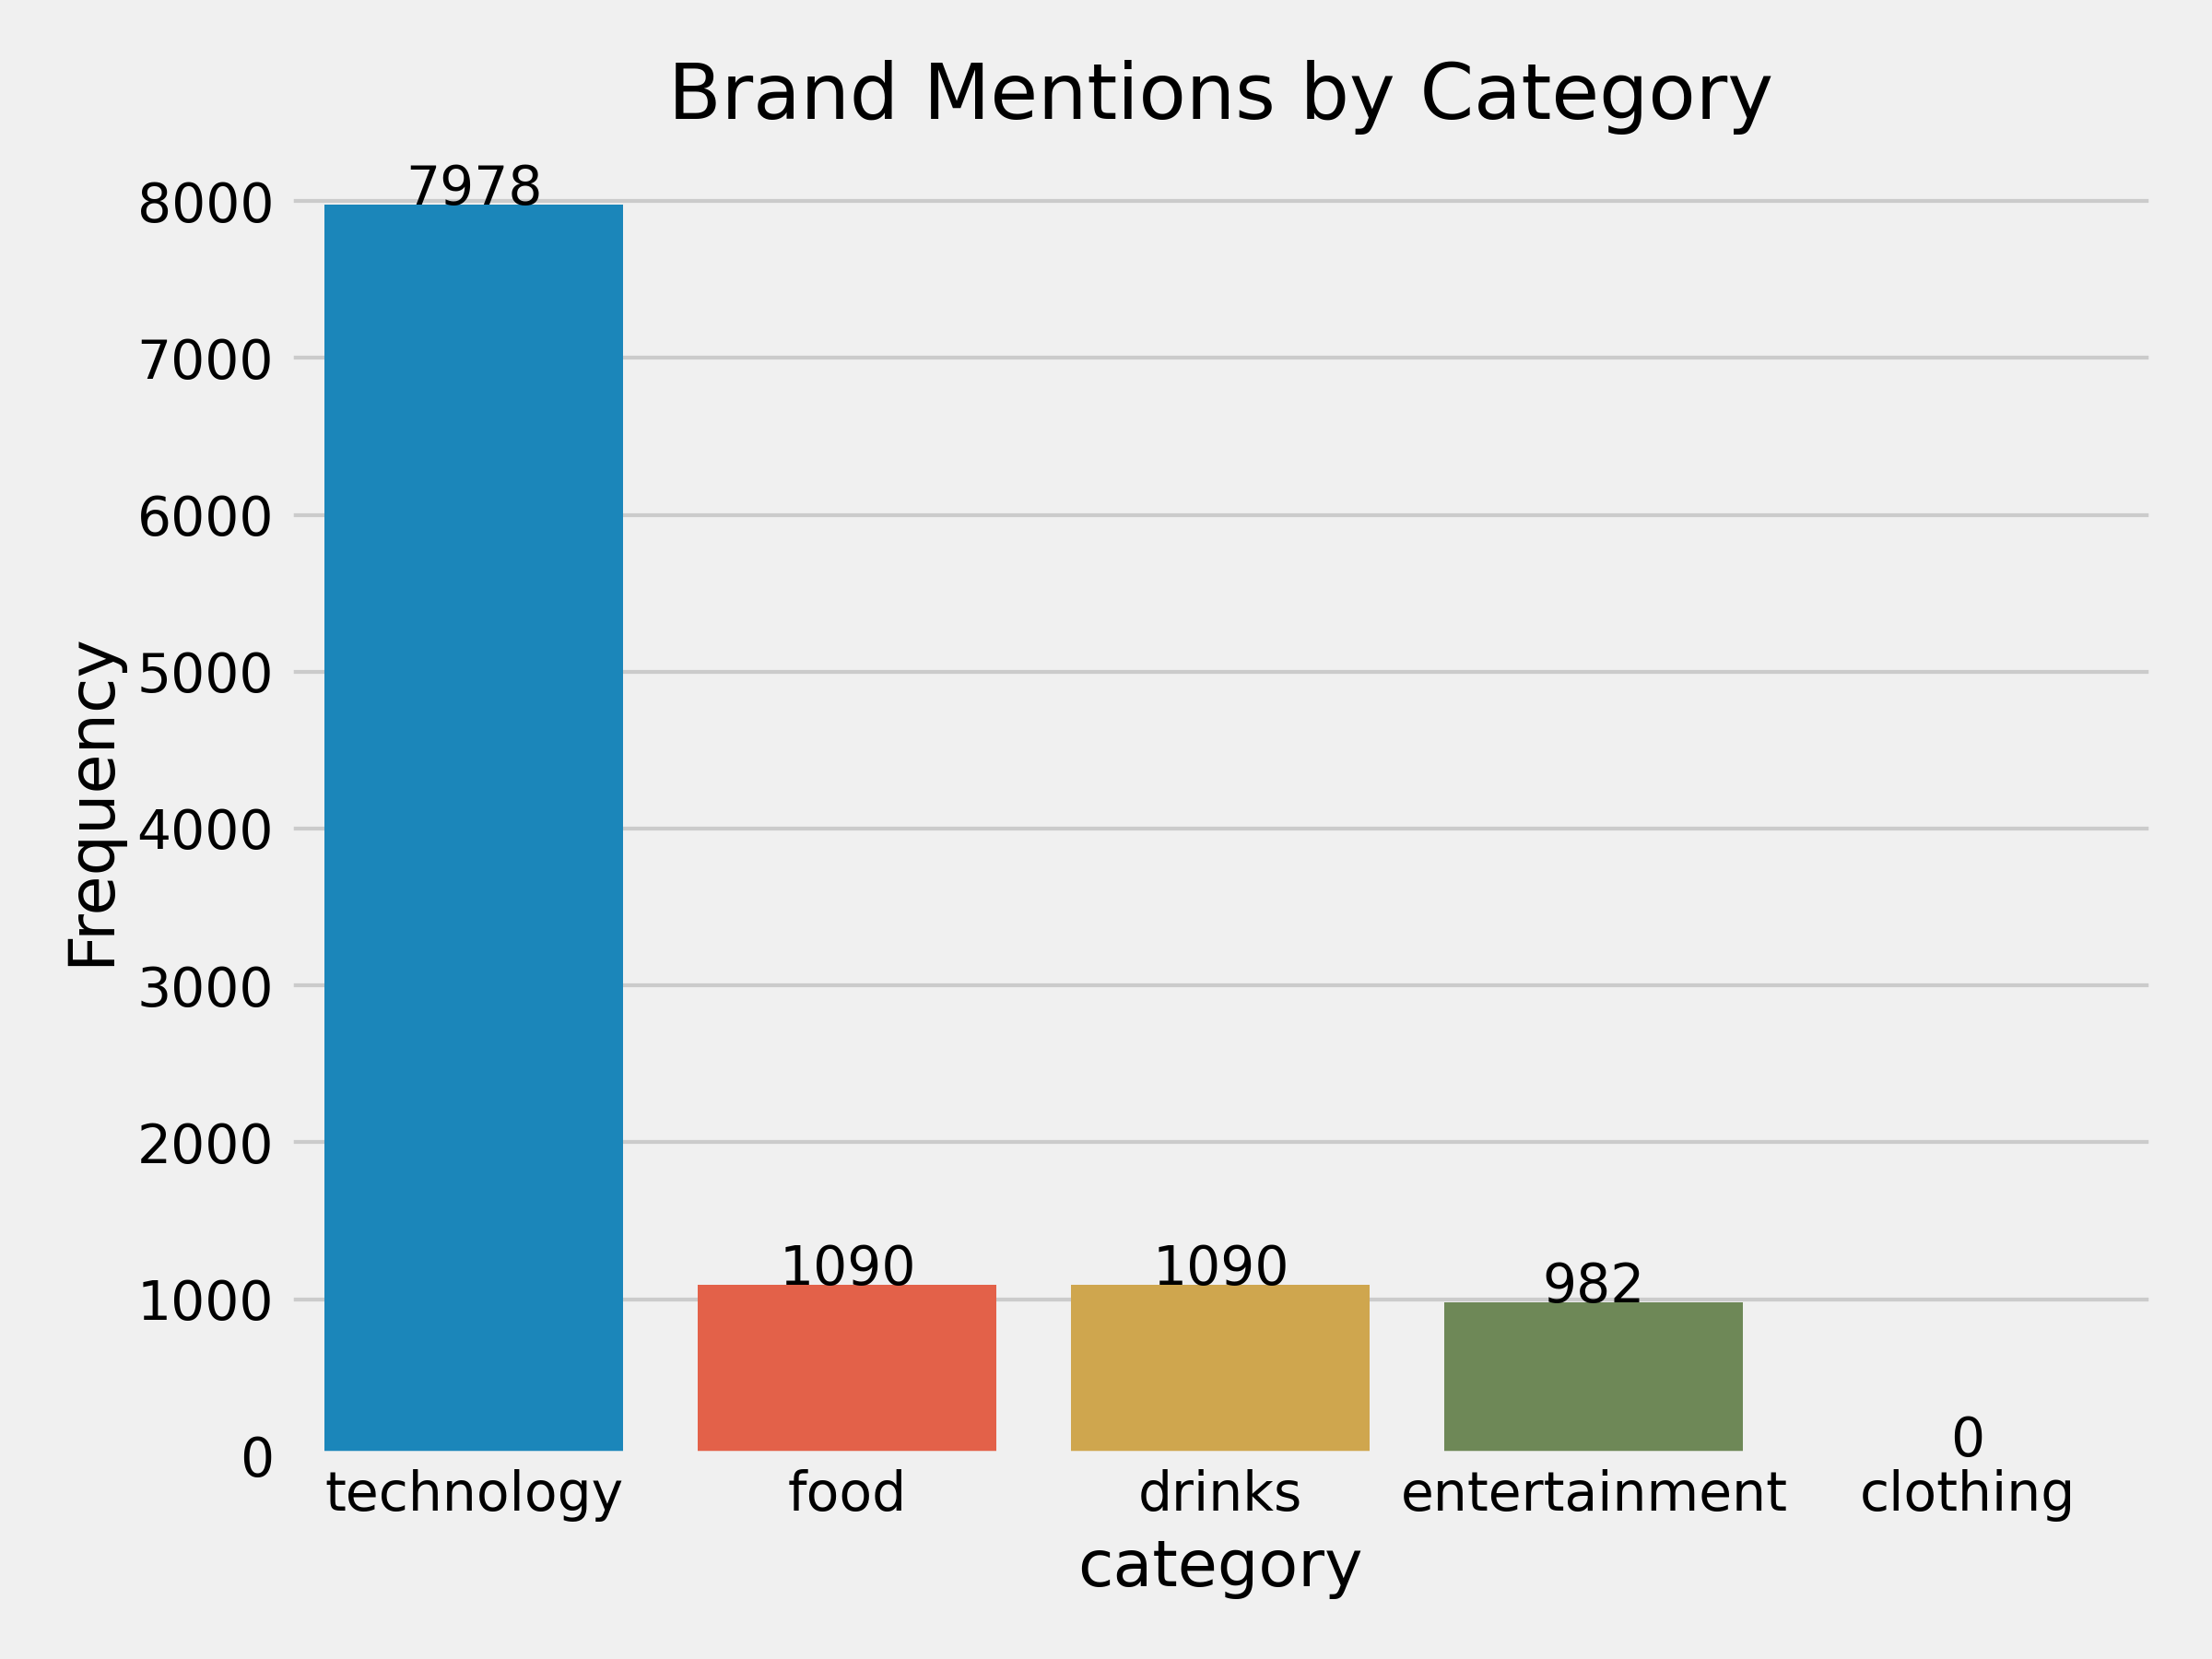 Brand Mentions by Category
Frequency
8000
7000
6000
5000
4000
3000
2000
1000
0
7978
1090
1090
982
0
technology
food
drinks
entertainment
clothing
category